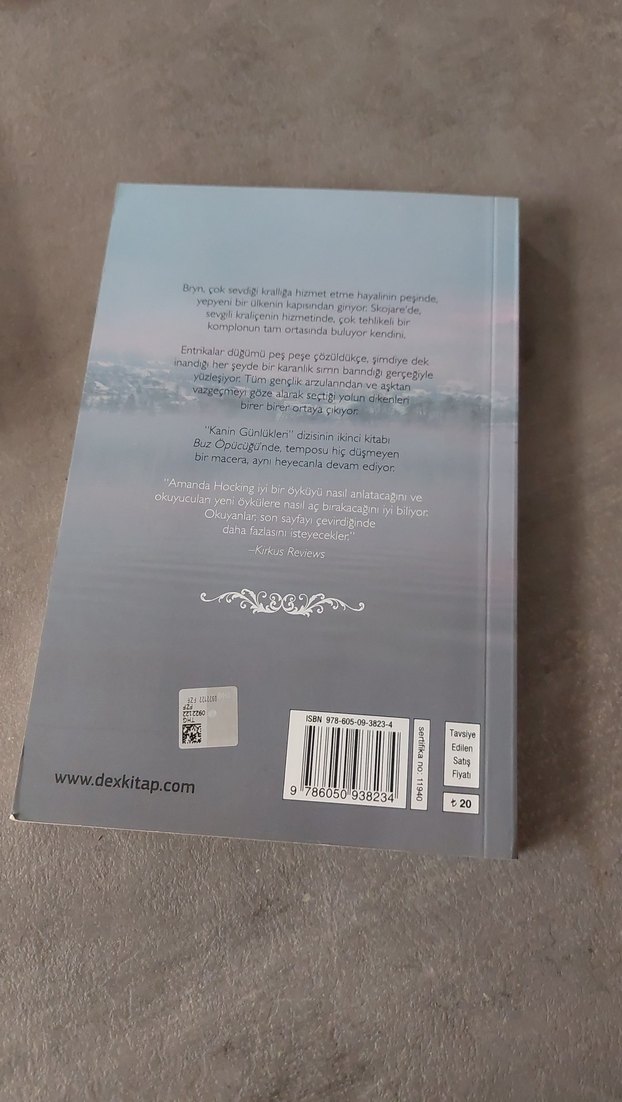 Bryn, çok sevdiği krallığa hizmet etme hayalinin peşinde,
yepyeni bir ülkenin kapısından giriyor. Skojare'de,
sevgili kraliçenin hizmetinde, çok tehlikeli bir
komplonun tam ortasında buluyor kendini.
Entrikalar düğümü peş peşe çözüldükçe, şimdiye dek
inandığı her şeyde bir karanlık sırrın barındığı gerçeğiyle
yüzleşiyor. Tüm gençlik arzularından ve aşktan
vazgeçmeyi göze alarak seçtiği yolun dikenleri
birer birer ortaya çıkıyor.
"Kanin Günlükleri" dizisinin ikinci kitabı
Buz Öpücüğü'nde, temposu hiç düşmeyen
bir macera, aynı heyecanla devam ediyor.
"Amanda Hocking iyi bir öyküyü nasıl anlatacağını ve
okuyucuları yeni öykülere nasıl aç bırakacağını iyi biliyor.
Okuyanlar, son sayfayı çevirdiğinde
daha fazlasını isteyecekler."
–Kırkus Reviews
THG
0922122
FZF
www.dexkitap.com
ISBN 978-605-09-3823-4
9 786050 938234
sertifika no: 11940
Tavsiye
Edilen
Satış
Fiyatı
₺ 20